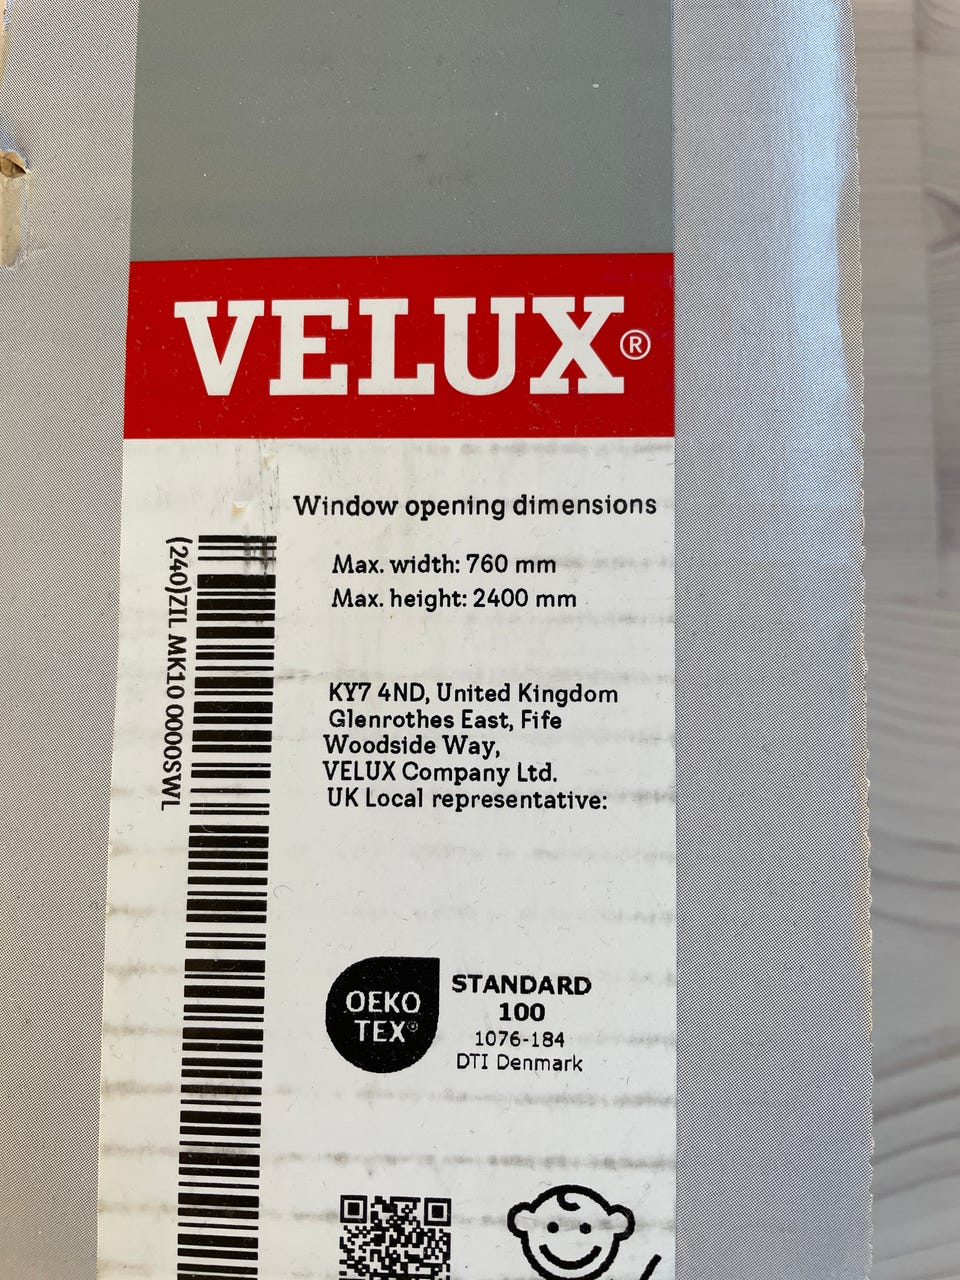 VELUX®
Window opening dimensions
Max. width: 760 mm
Max. height: 2400 mm
(240)ZIL MK10 0000SWL
KY7 4ND, United Kingdom
Glenrothes East, Fife
Woodside Way,
VELUX Company Ltd.
UK Local representative:
OEKO
TEX®
STANDARD
100
1076-184
DTI Denmark